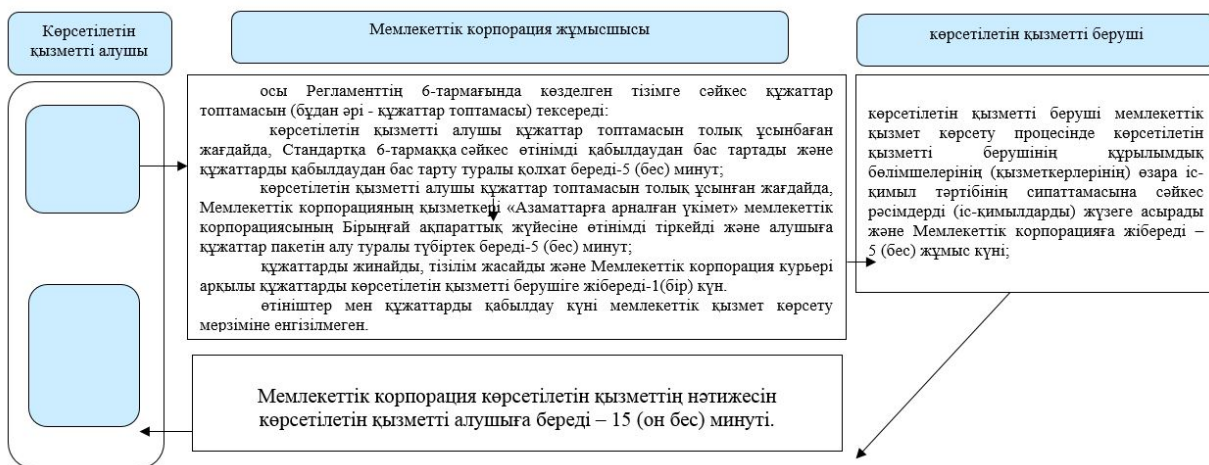 Көрсетілетін
қызметті алушы
Мемлекеттік корпорация жұмысшысы
көрсетілетін қызметті беруші
осы Регламенттің 6-тармағында көзделген тізімге сәйкес құжаттар
топтамасын (бұдан әрі - құжаттар топтамасы) тексереді:
көрсетілетін қызметті алушы құжаттар топтамасын толық ұсынбаған
жағдайда, Стандартқа 6-тармаққа сәйкес өтінімді қабылдаудан бас тартады және
құжаттарды қабылдаудан бас тарту туралы қолхат береді-5 (бес) минут;
көрсетілетін қызметті алушы құжаттар топтамасын толық ұсынған жағдайда,
Мемлекеттік корпорацияның қызметкері «Азаматтарға арналған үкімет» мемлекеттік
корпорациясының Бірыңғай ақпараттық жүйесіне өтінімді тіркейді және алушыға
құжаттар пакетін алу туралы түбіртек береді-5 (бес) минут;
құжаттарды жинайды, тізілім жасайды және Мемлекеттік корпорация курьері
арқылы құжаттарды көрсетілетін қызметті берушіге жібереді-1(бір) күн.
өтініштер мен құжаттарды қабылдау күні мемлекеттік қызмет көрсету
мерзіміне енгізілмеген.
көрсетілетін қызметті беруші мемлекеттік
қызмет көрсету процесінде көрсетілетін
қызметті берушінің құрылымдық
бөлімшелерінің (қызметкерлерінің) өзара іс-
қимыл тәртібінің сипаттамасына сәйкес
рәсімдерді (іс-қимылдарды) жүзеге асырады
және Мемлекеттік корпорацияға жібереді –
5 (бес) жұмыс күні;
Мемлекеттік корпорация көрсетілетін қызметтің нәтижесін
көрсетілетін қызметті алушыға береді – 15 (он бес) минуті.